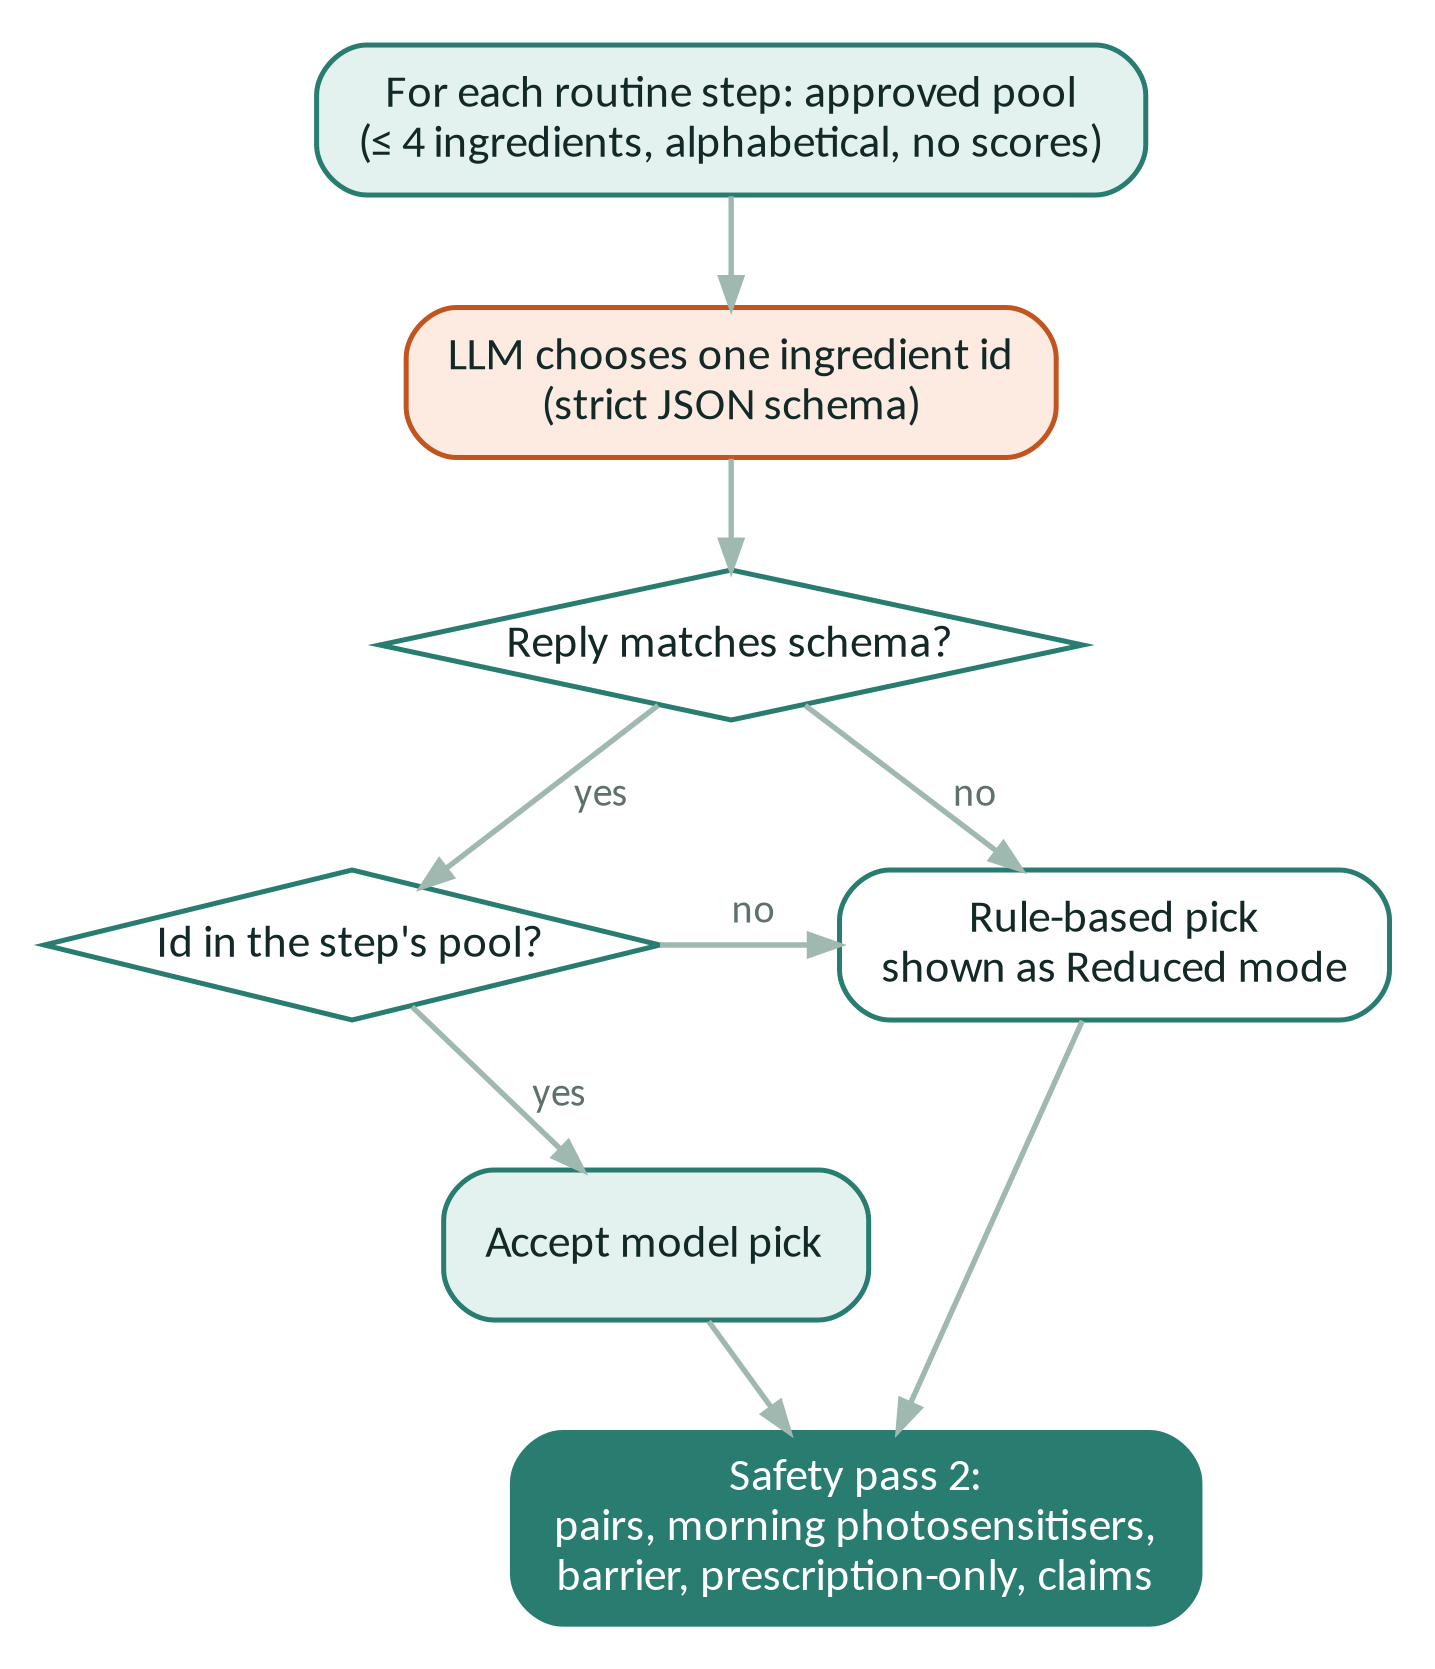 For each routine step: approved pool
(≤ 4 ingredients, alphabetical, no scores)
LLM chooses one ingredient id
(strict JSON schema)
Reply matches schema?
yes
no
Id in the step's pool?
no
Rule-based pick
shown as Reduced mode
yes
Accept model pick
Safety pass 2:
pairs, morning photosensitisers,
barrier, prescription-only, claims